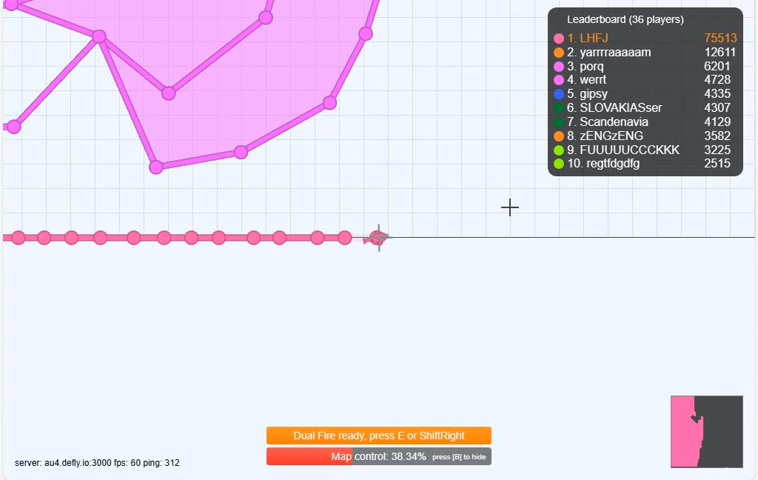 Leaderboard (36 players)
1. LHFJ 75513
2. yarrrraaaaam 12611
3. porq 6201
4. werrt 4728
5. gipsy 4335
6. SLOVAKIASser 4307
7. Scandenavia 4129
8. zENGzENG 3582
9. FUUUUUCCCKKK 3225
10. regtfdgdfg 2515
Dual Fire ready, press E or ShiftRight
Map control: 38.34% press [B] to hide
server: au4.defly.io:3000 fps: 60 ping: 312